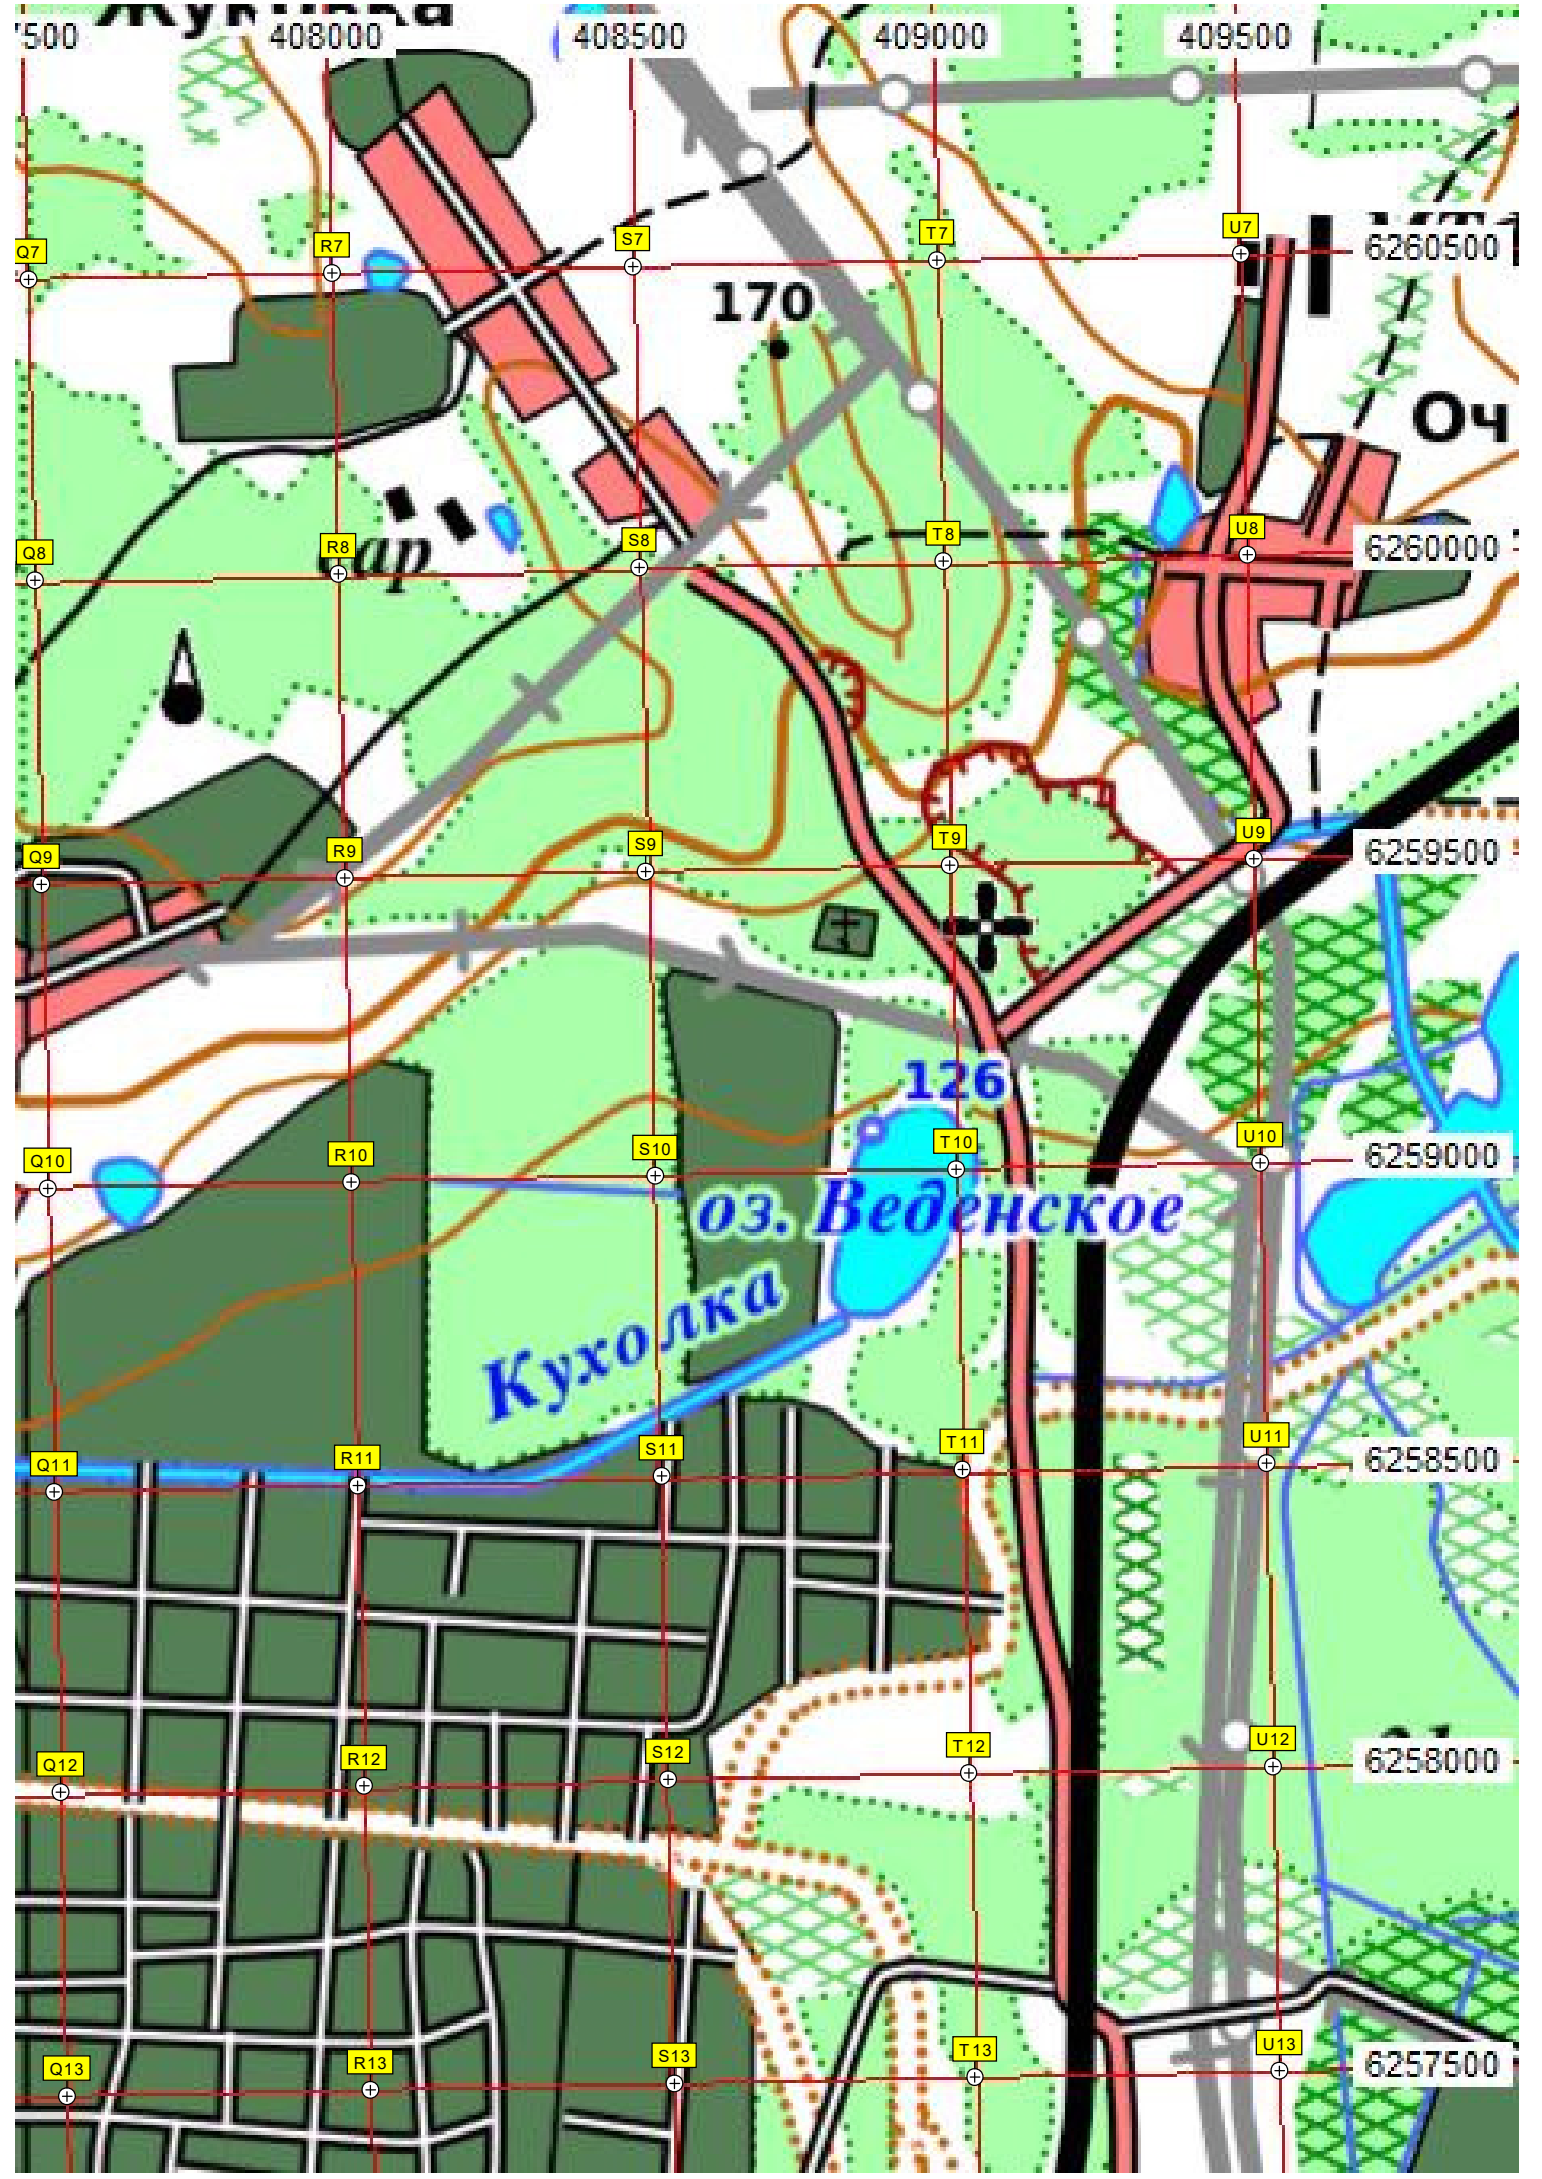 Жуковка
408000 408500 409000 409500
Q7 R7 S7 T7 U7 6260500
170
Оч
Q8 R8 S8 T8 U8 6260000
Q9 R9 S9 T9 U9 6259500
126
Q10 R10 S10 T10 U10 6259000
оз. Веденское
Кухолка
Q11 R11 S11 T11 U11 6258500
Q12 R12 S12 T12 U12 6258000
Q13 R13 S13 T13 U13 6257500